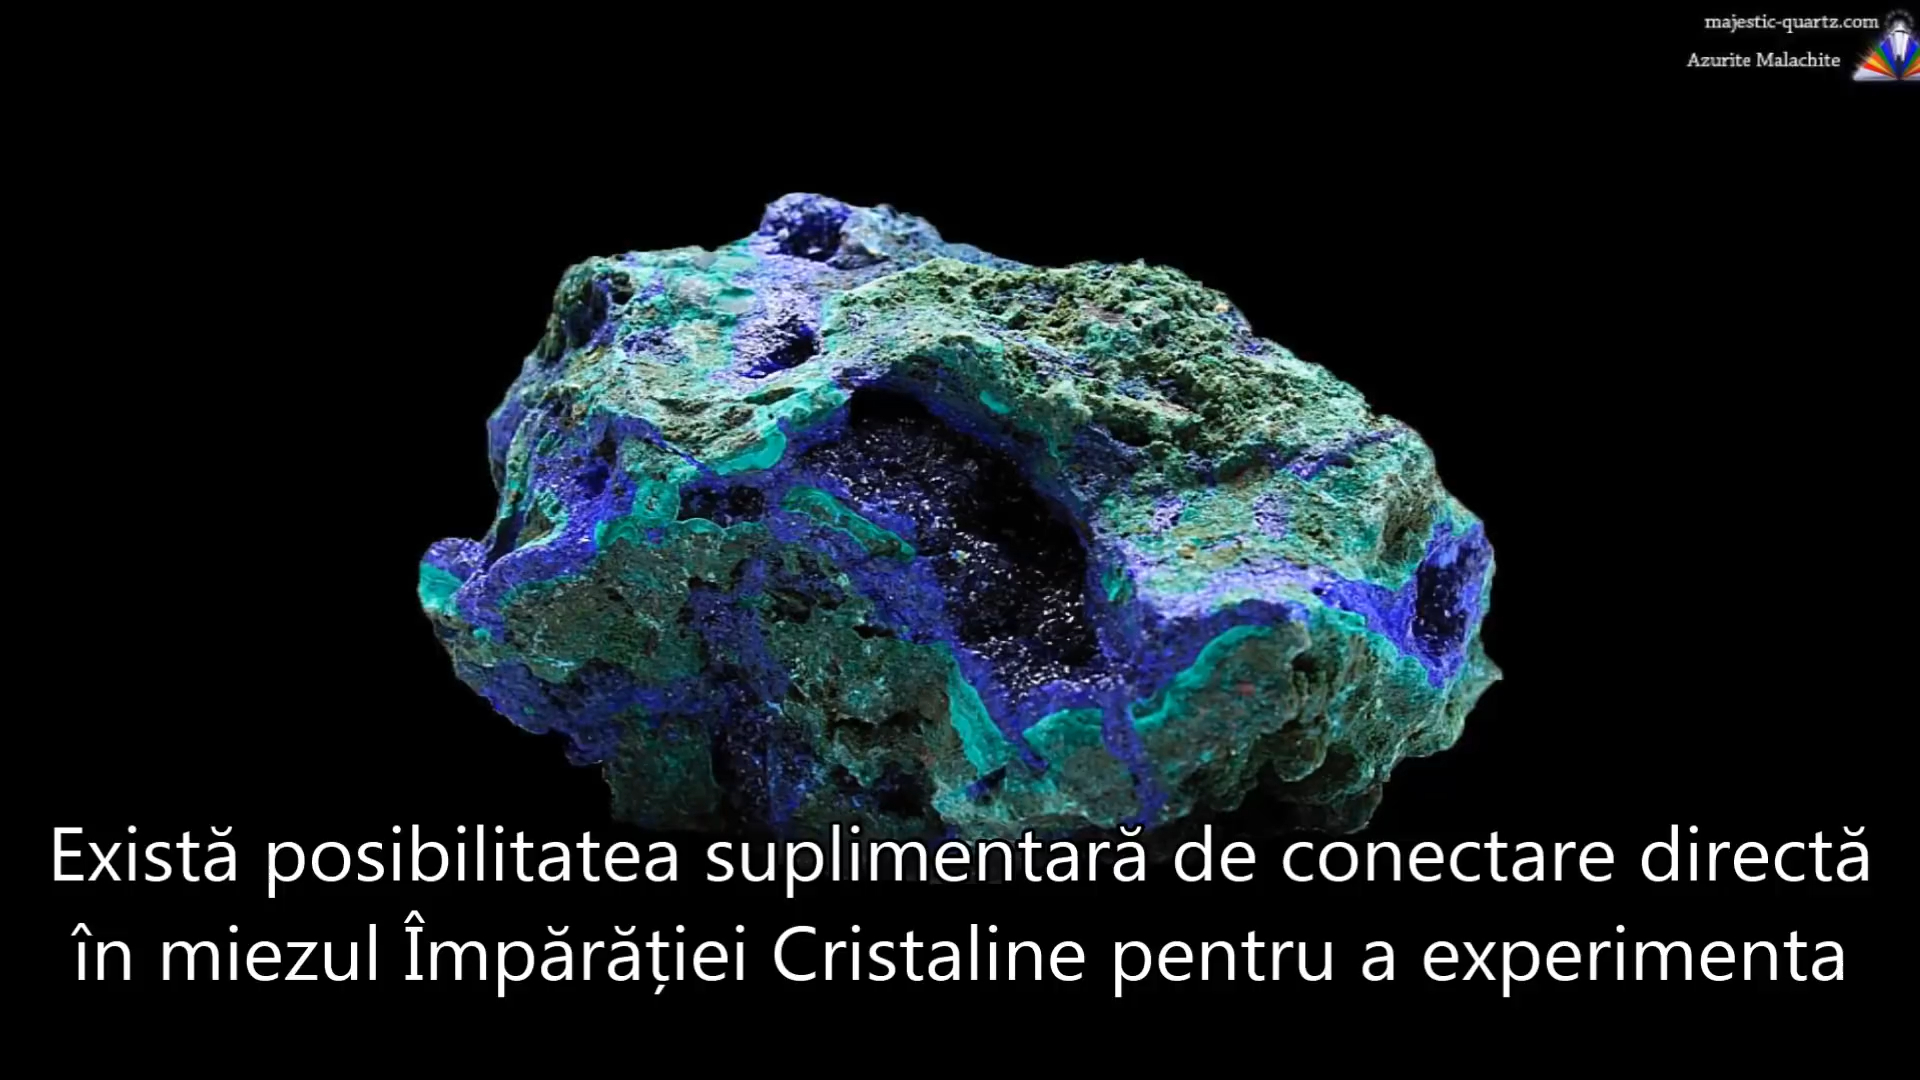 majestic-quartz.com
Azurite Malachite
Există posibilitatea suplimentară de conectare directă
în miezul Împărăției Cristaline pentru a experimenta